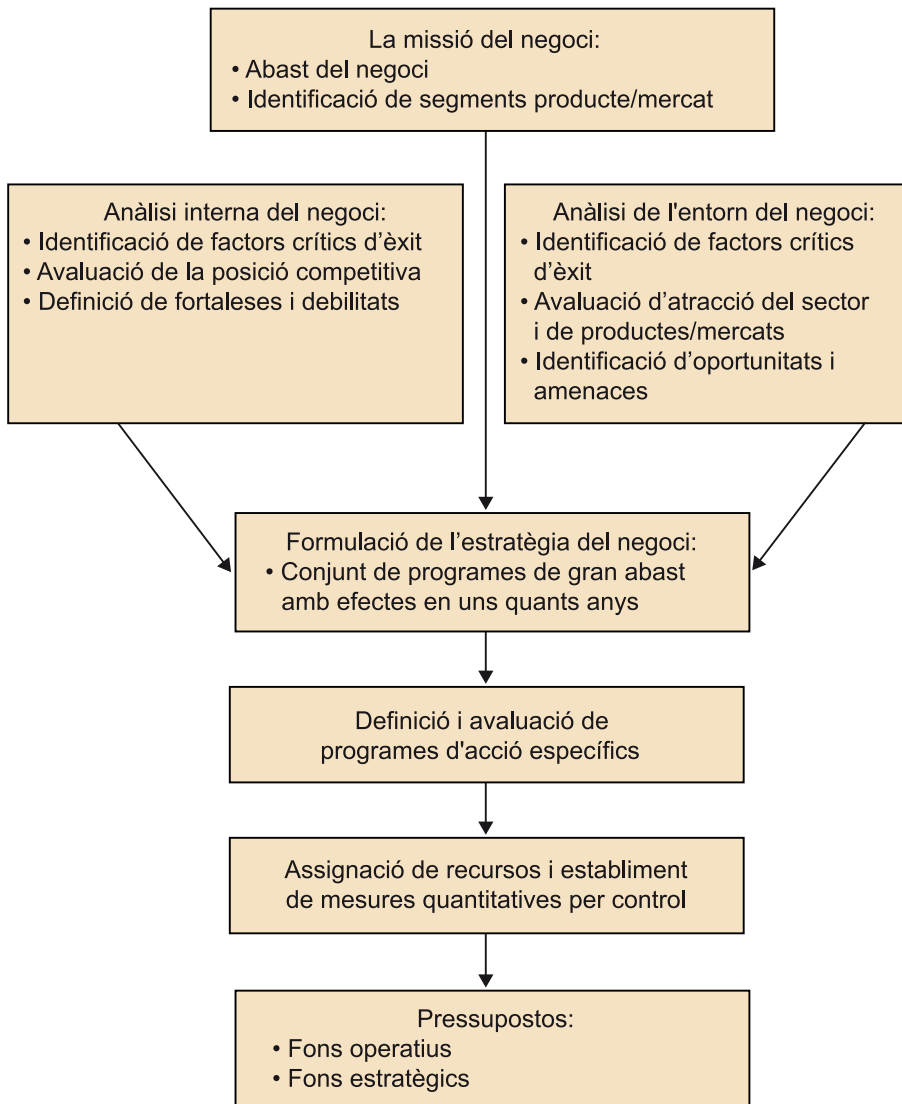 La missió del negoci:
• Abast del negoci
• Identificació de segments producte/mercat
Anàlisi interna del negoci:
• Identificació de factors crítics d’èxit
• Avaluació de la posició competitiva
• Definició de fortaleses i debilitats
Anàlisi de l'entorn del negoci:
• Identificació de factors crítics
d’èxit
• Avaluació d’atracció del sector
i de productes/mercats
• Identificació d’oportunitats i
amenaces
Formulació de l’estratègia del negoci:
• Conjunt de programes de gran abast
amb efectes en uns quants anys
Definició i avaluació de
programes d'acció específics
Assignació de recursos i establiment
de mesures quantitatives per control
Pressupostos:
• Fons operatius
• Fons estratègics